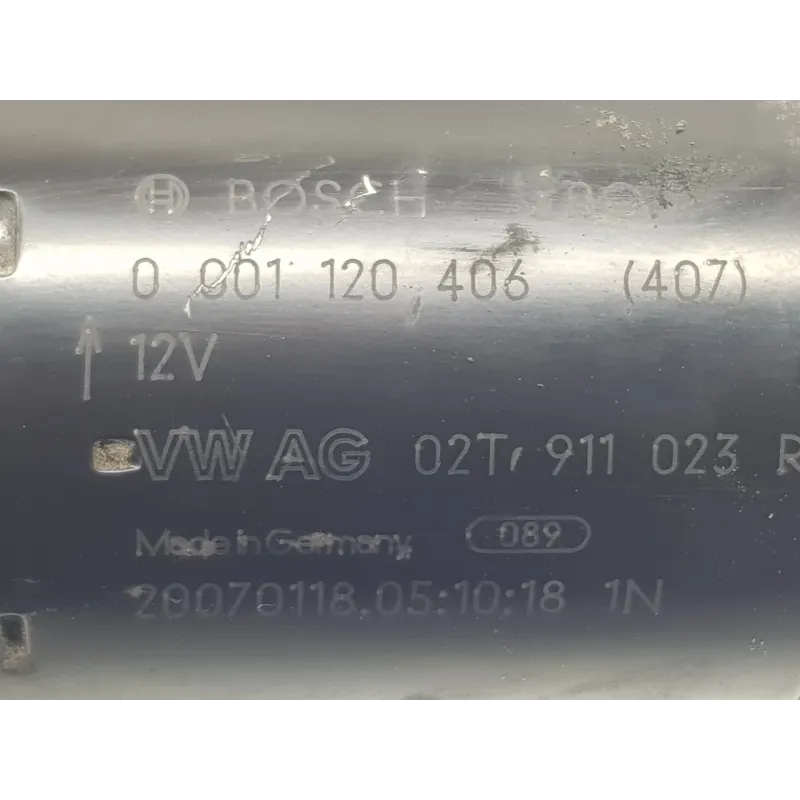 BOSCH
0 001 120 406 (407)
12V
VW AG 02T 911 023 R
Made in Germany 089
20070118.05:10:18 1N